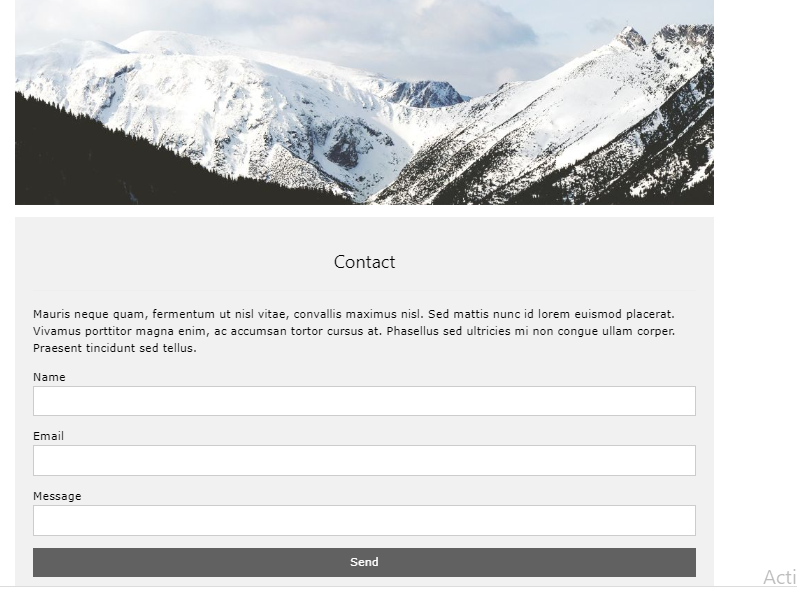 Contact
Mauris neque quam, fermentum ut nisl vitae, convallis maximus nisl. Sed mattis nunc id lorem euismod placerat.
Vivamus porttitor magna enim, ac accumsan tortor cursus at. Phasellus sed ultricies mi non congue ullam corper.
Praesent tincidunt sed tellus.
Name
Email
Message
Send
Acti